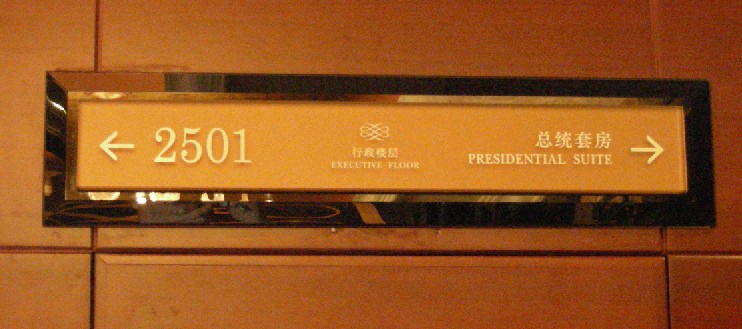 ← 2501
行政楼层
EXECUTIVE FLOOR
总统套房
PRESIDENTIAL SUITE →